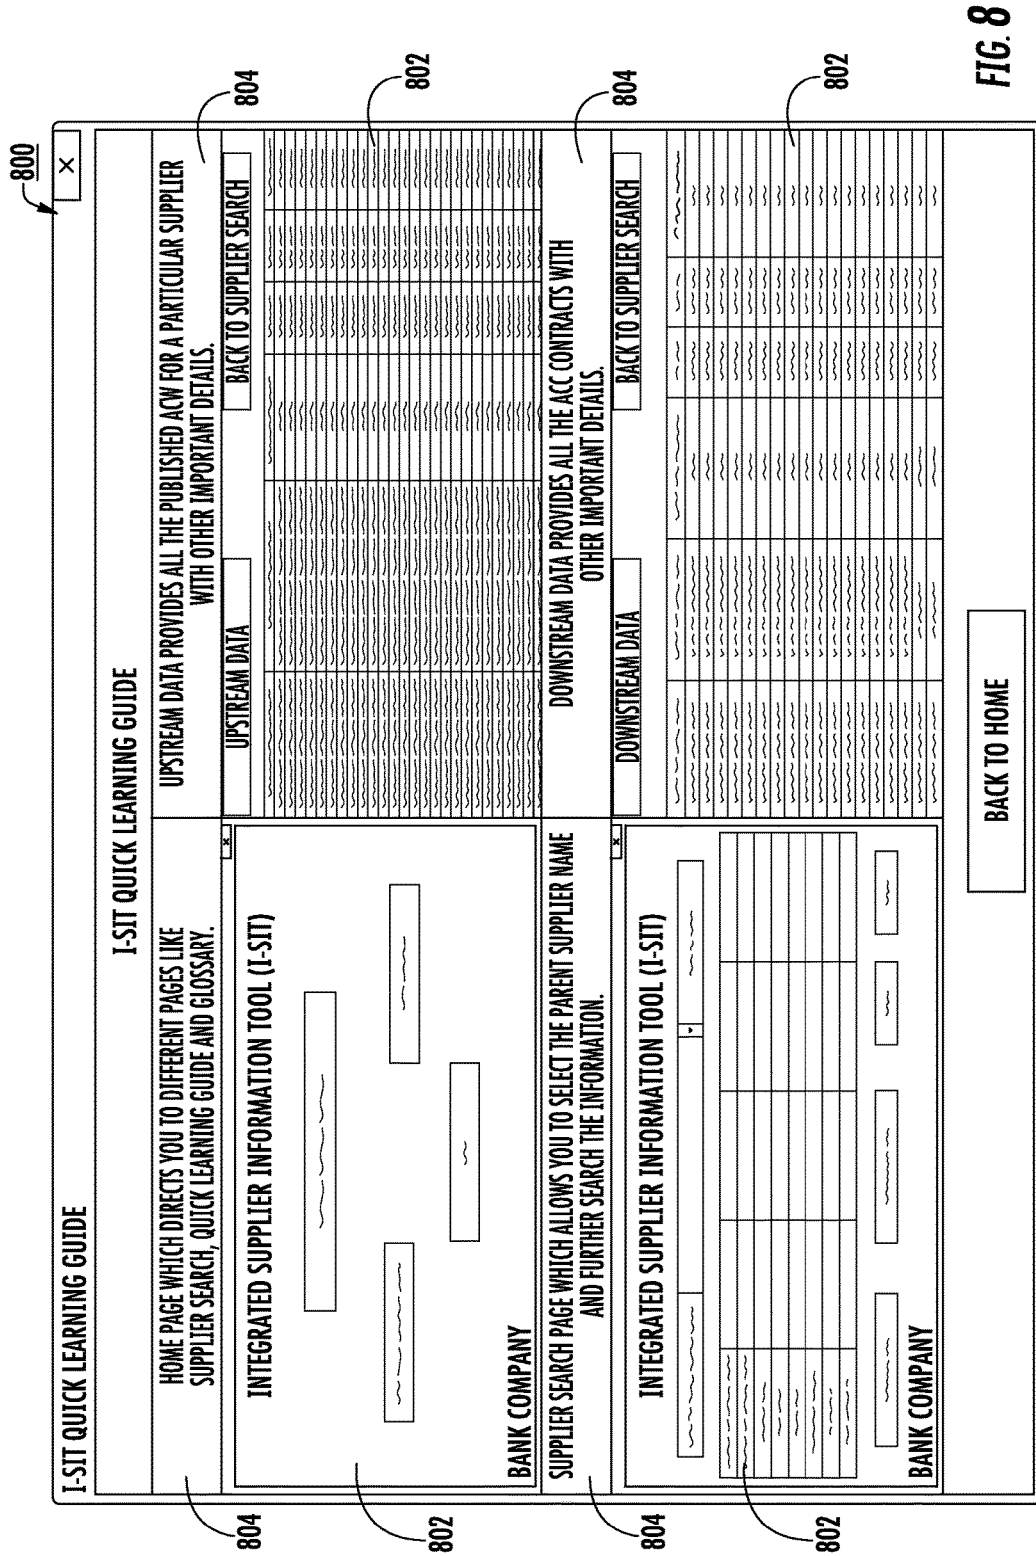 800
I-SIT QUICK LEARNING GUIDE
X
I-SIT QUICK LEARNING GUIDE
804
HOME PAGE WHICH DIRECTS YOU TO DIFFERENT PAGES LIKE
SUPPLIER SEARCH, QUICK LEARNING GUIDE AND GLOSSARY.
UPSTREAM DATA PROVIDES ALL THE PUBLISHED ACW FOR A PARTICULAR SUPPLIER
WITH OTHER IMPORTANT DETAILS.
804
X
INTEGRATED SUPPLIER INFORMATION TOOL (I-SIT)
BANK COMPANY
802
UPSTREAM DATA
BACK TO SUPPLIER SEARCH
802
804
SUPPLIER SEARCH PAGE WHICH ALLOWS YOU TO SELECT THE PARENT SUPPLIER NAME
AND FURTHER SEARCH THE INFORMATION.
DOWNSTREAM DATA PROVIDES ALL THE ACC CONTRACTS WITH
OTHER IMPORTANT DETAILS.
804
X
INTEGRATED SUPPLIER INFORMATION TOOL (I-SIT)
BANK COMPANY
802
DOWNSTREAM DATA
BACK TO SUPPLIER SEARCH
802
BACK TO HOME
FIG. 8